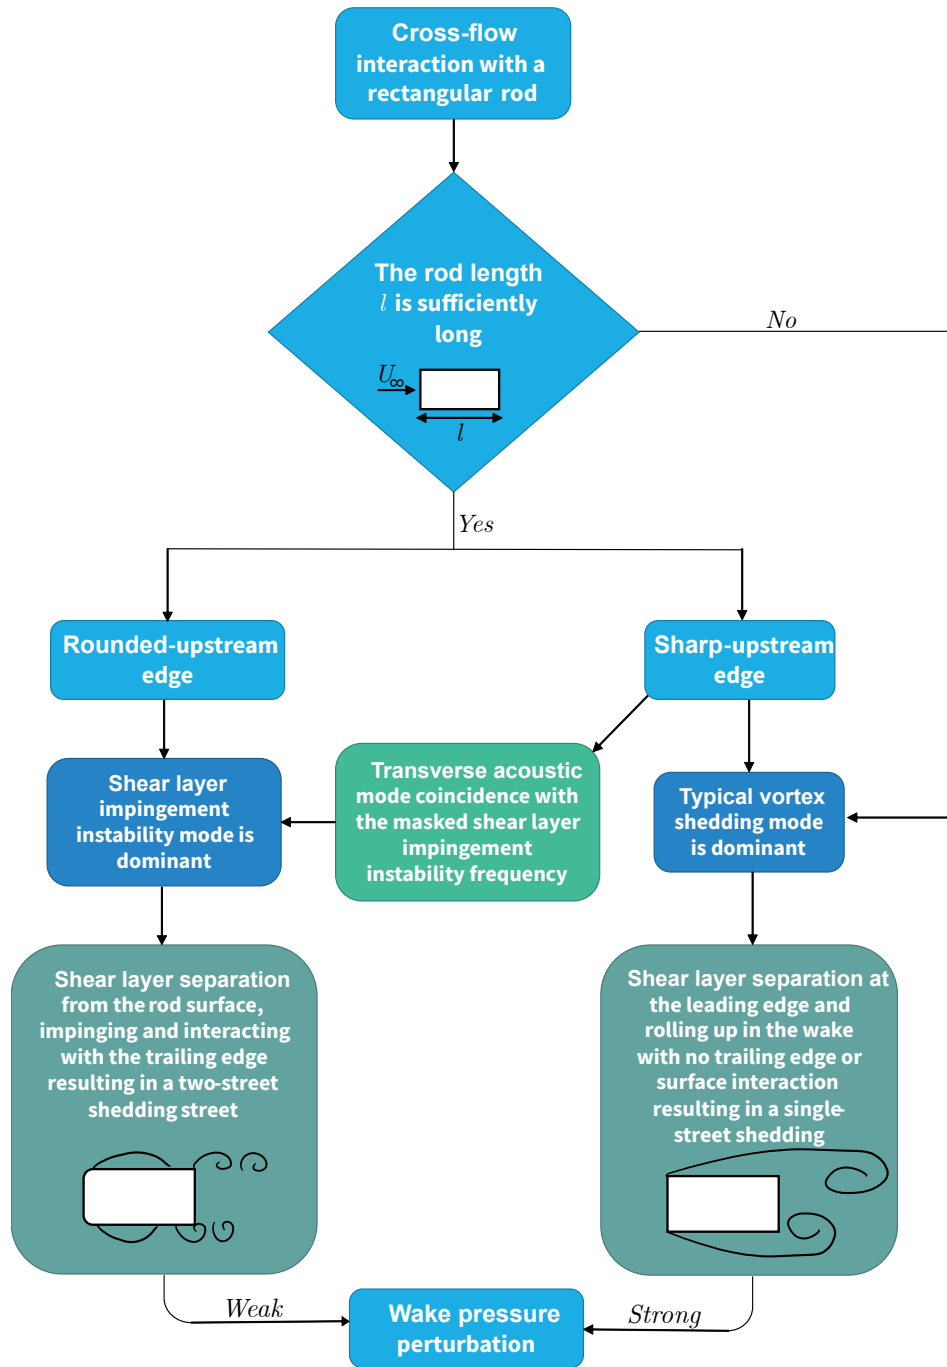 Cross-flow
interaction with a
rectangular rod
The rod length
l is sufficiently
long
U∞
l
No
Yes
Rounded-upstream
edge
Sharp-upstream
edge
Shear layer
impingement
instability mode is
dominant
Transverse acoustic
mode coincidence with
the masked shear layer
impingement
instability frequency
Typical vortex
shedding mode
is dominant
Shear layer separation
from the rod surface,
impinging and interacting
with the trailing edge
resulting in a two-street
shedding street
Shear layer separation at
the leading edge and
rolling up in the wake
with no trailing edge or
surface interaction
resulting in a single-
street shedding
Weak
Wake pressure
perturbation
Strong